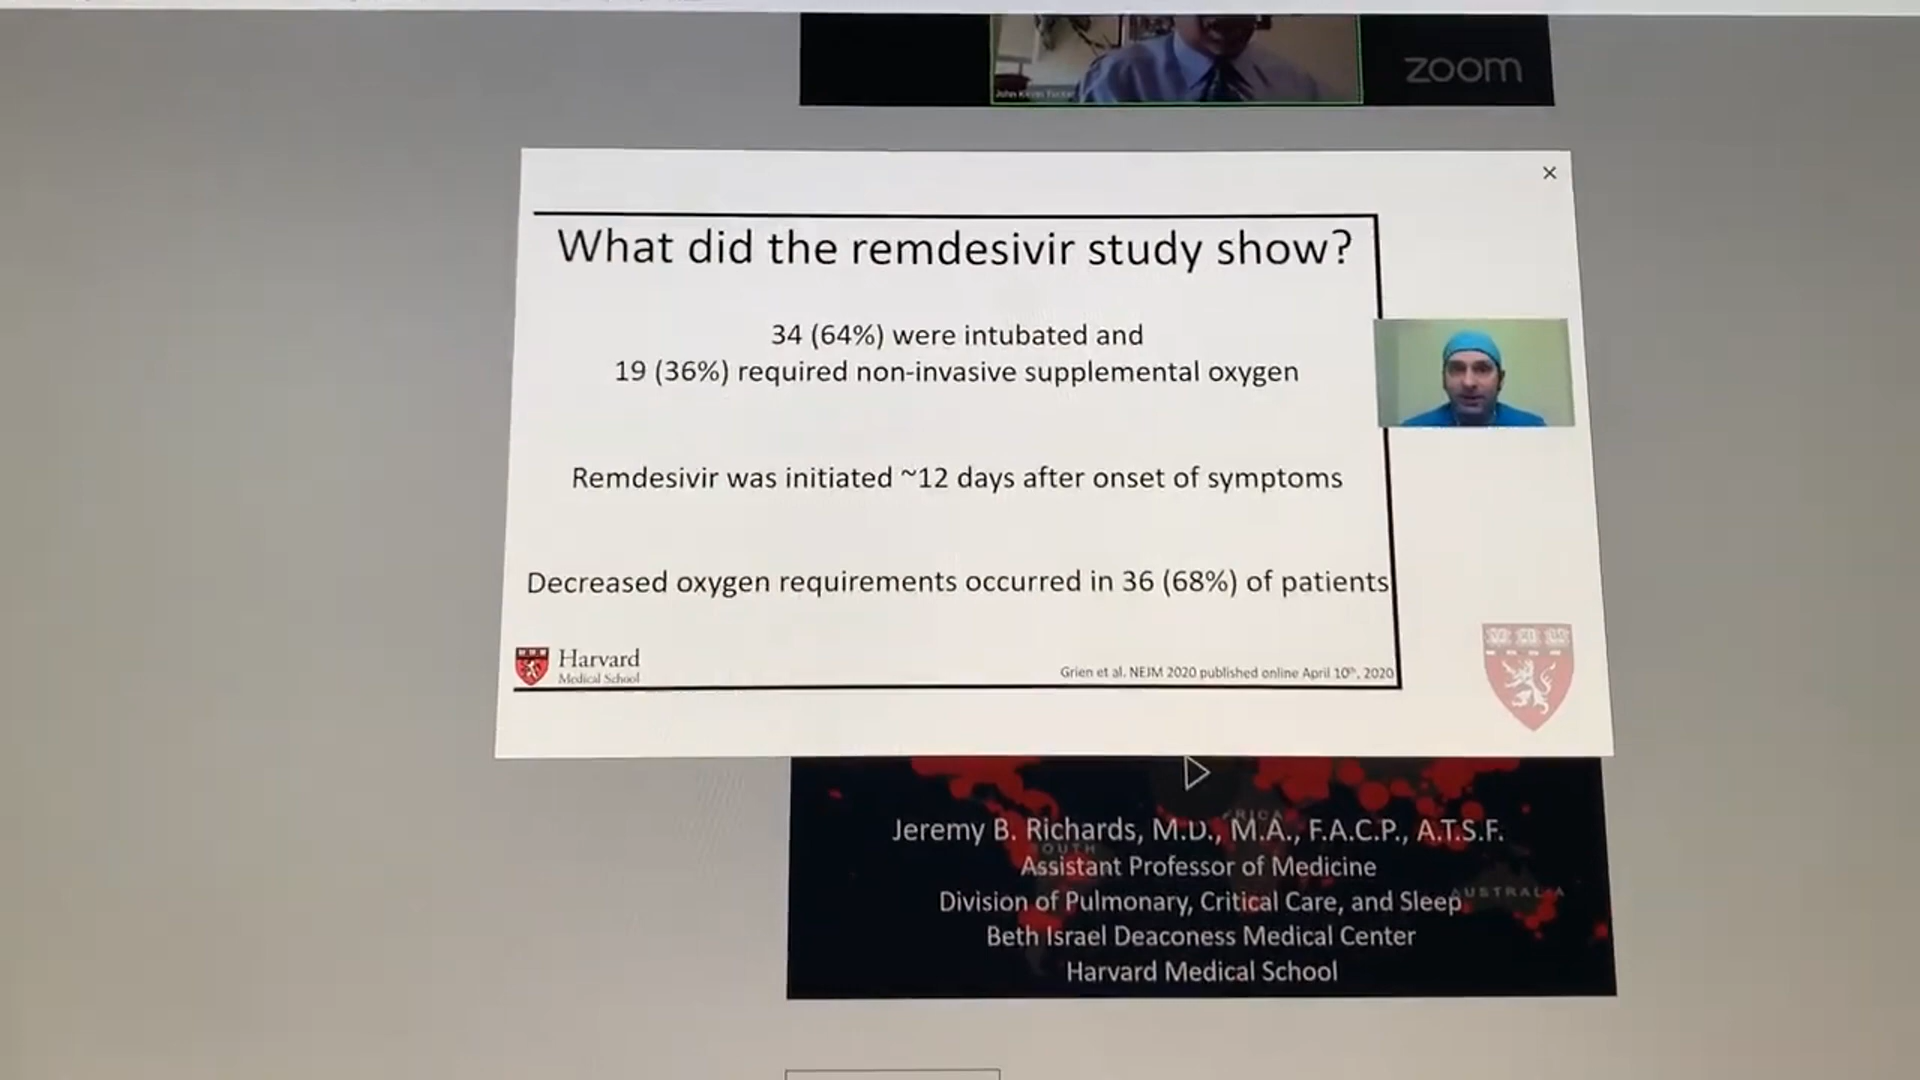 zoom
What did the remdesivir study show?
34 (64%) were intubated and
19 (36%) required non-invasive supplemental oxygen
Remdesivir was initiated ~12 days after onset of symptoms
Decreased oxygen requirements occurred in 36 (68%) of patients
Harvard
Medical School
Grien et al. NEJM 2020 published online April 10th, 2020
Jeremy B. Richards, M.D., M.A., F.A.C.P., A.T.S.F.
Assistant Professor of Medicine
Division of Pulmonary, Critical Care, and Sleep
AUSTRALIA
Beth Israel Deaconess Medical Center
Harvard Medical School